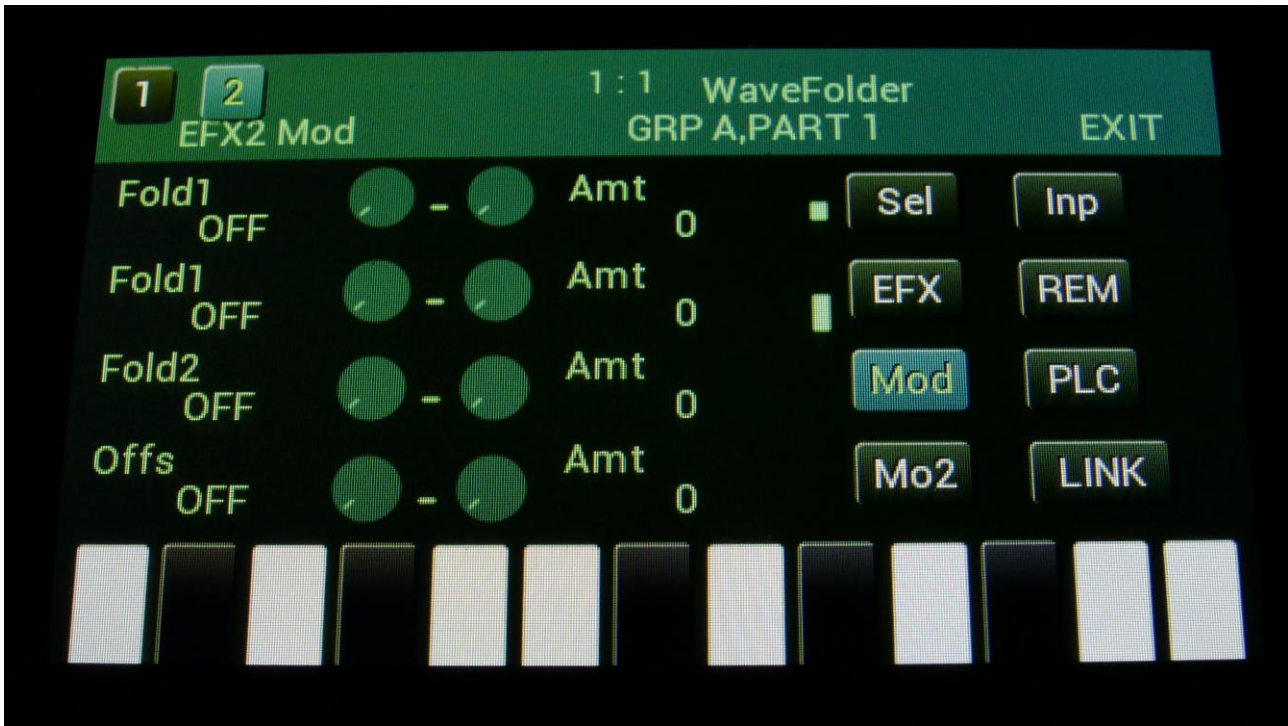 1 2 1 : 1 WaveFolder
EFX2 Mod GRP A,PART 1 EXIT
Fold1 - Amt Sel Inp
OFF 0
Fold1 - Amt EFX REM
OFF 0
Fold2 - Amt Mod PLC
OFF 0
Offs - Amt Mo2 LINK
OFF 0